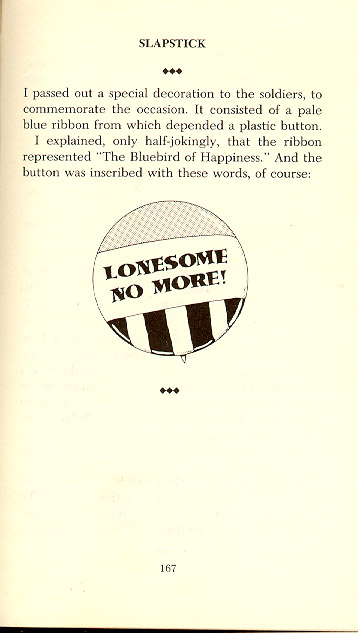 SLAPSTICK
I passed out a special decoration to the soldiers, to
commemorate the occasion. It consisted of a pale
blue ribbon from which depended a plastic button.
I explained, only half-jokingly, that the ribbon
represented "The Bluebird of Happiness." And the
button was inscribed with these words, of course:
LONESOME
NO MORE!
167